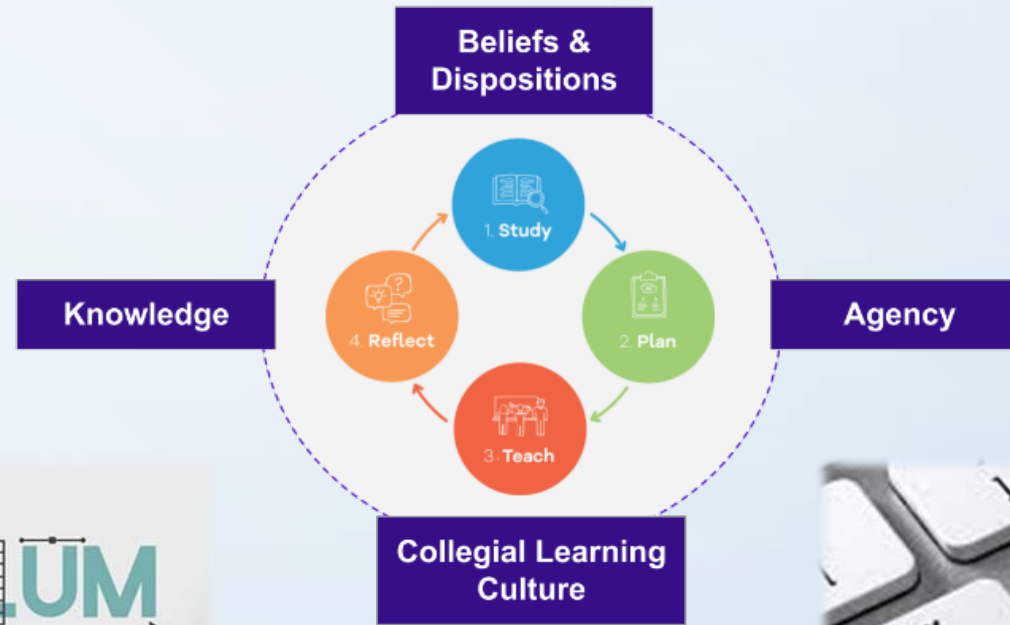 Beliefs &
Dispositions
1. Study
Knowledge
4. Reflect
2. Plan
Agency
3. Teach
Collegial Learning
Culture
LUM